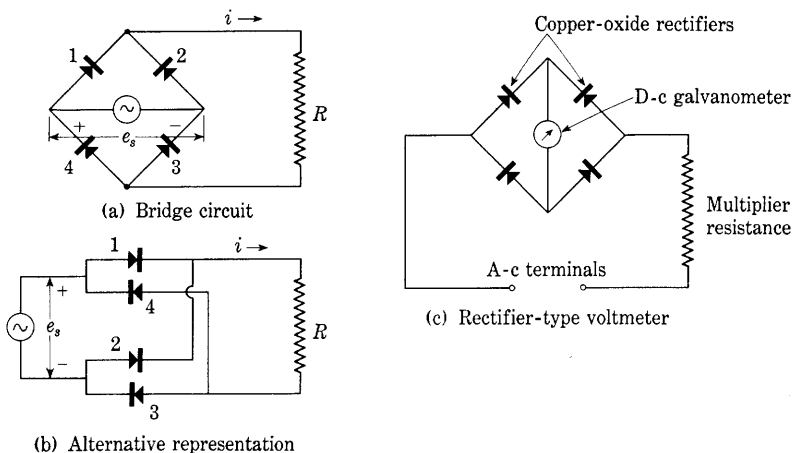 i →
1
2
R
+
−
e_s
4
3
(a) Bridge circuit
1
i →
+
4
e_s
R
2
−
3
(b) Alternative representation
Copper-oxide rectifiers
D-c galvanometer
Multiplier
resistance
A-c terminals
(c) Rectifier-type voltmeter